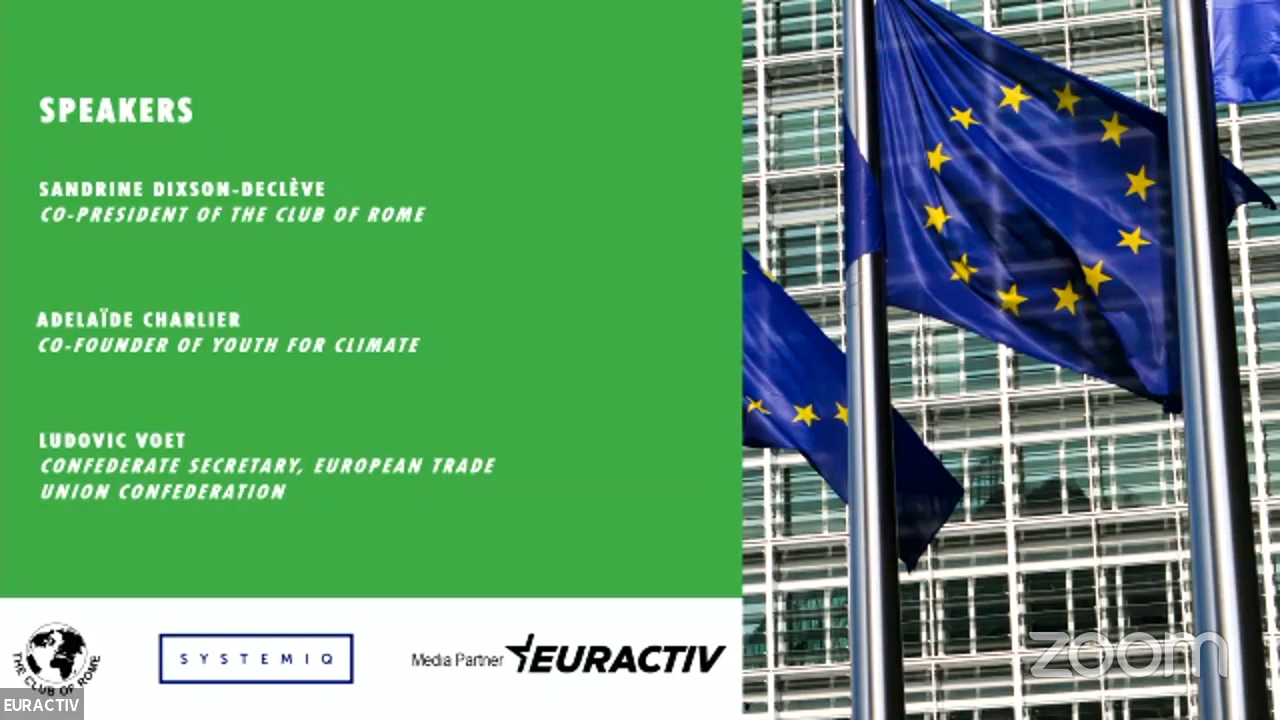 SPEAKERS
SANDRINE DIXSON-DECLÈVE
CO-PRESIDENT OF THE CLUB OF ROME
ADELAÏDE CHARLIER
CO-FOUNDER OF YOUTH FOR CLIMATE
LUDOVIC VOET
CONFEDERATE SECRETARY, EUROPEAN TRADE
UNION CONFEDERATION
THE CLUB OF ROME
SYSTEMIQ
Media Partner EURACTIV
EURACTIV
zoom